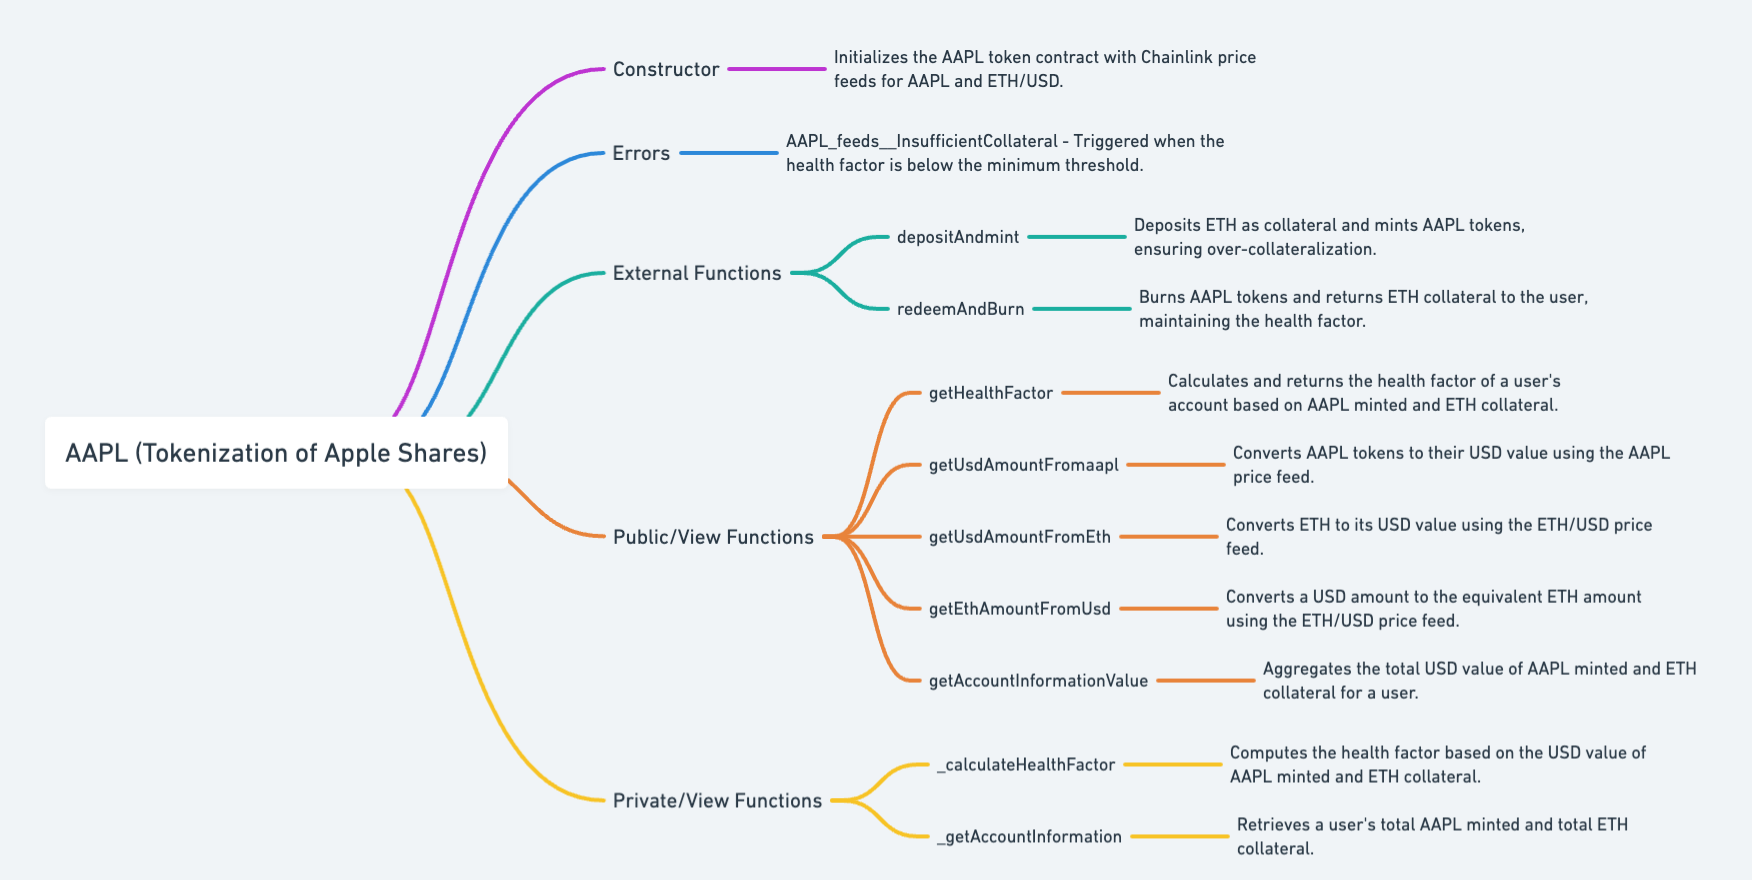 Constructor
Initializes the AAPL token contract with Chainlink price
feeds for AAPL and ETH/USD.
Errors
AAPL_feeds__InsufficientCollateral - Triggered when the
health factor is below the minimum threshold.
External Functions
depositAndmint
Deposits ETH as collateral and mints AAPL tokens,
ensuring over-collateralization.
redeemAndBurn
Burns AAPL tokens and returns ETH collateral to the user,
maintaining the health factor.
AAPL (Tokenization of Apple Shares)
Public/View Functions
getHealthFactor
Calculates and returns the health factor of a user's
account based on AAPL minted and ETH collateral.
getUsdAmountFromaapl
Converts AAPL tokens to their USD value using the AAPL
price feed.
getUsdAmountFromEth
Converts ETH to its USD value using the ETH/USD price
feed.
getEthAmountFromUsd
Converts a USD amount to the equivalent ETH amount
using the ETH/USD price feed.
getAccountInformationValue
Aggregates the total USD value of AAPL minted and ETH
collateral for a user.
Private/View Functions
_calculateHealthFactor
Computes the health factor based on the USD value of
AAPL minted and ETH collateral.
_getAccountInformation
Retrieves a user's total AAPL minted and total ETH
collateral.